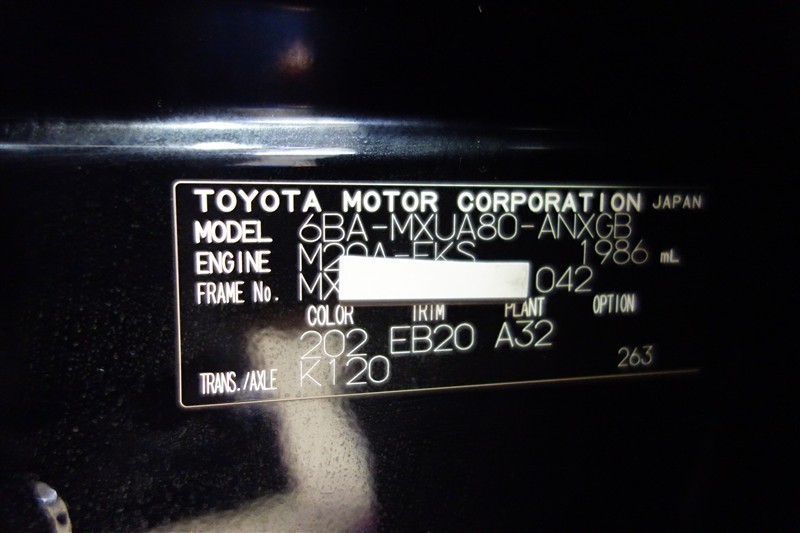 TOYOTA MOTOR CORPORATION JAPAN
MODEL 6BA-MXUA80-ANXGB
ENGINE M20A-FKS 1986 mL
FRAME No. MX 042
COLOR TRIM PLANT OPTION
202 EB20 A32
TRANS./AXLE K120 263